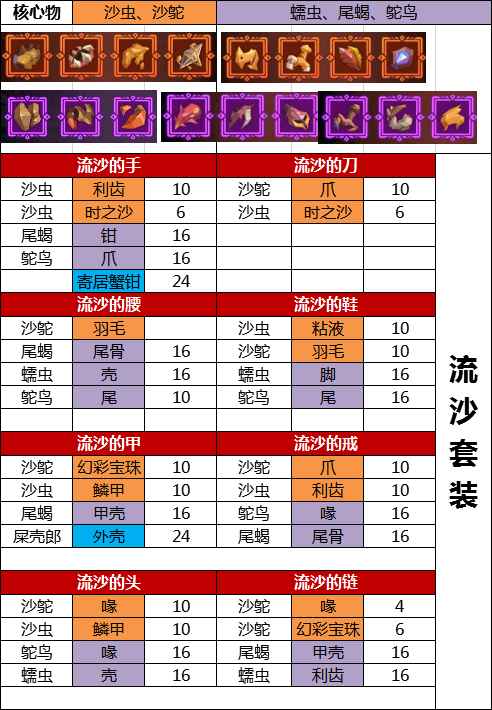 核心物 沙虫、沙鸵 蠕虫、尾蝎、鸵鸟
流沙的手 流沙的刀
沙虫 利齿 10 沙鸵 爪 10
沙虫 时之沙 6 沙虫 时之沙 6
尾蝎 钳 16
鸵鸟 爪 16
寄居蟹钳 24
流沙的腰 流沙的鞋
沙鸵 羽毛 沙虫 粘液 10
尾蝎 尾骨 16 沙鸵 羽毛 10
蠕虫 壳 16 蠕虫 脚 16
鸵鸟 尾 10 鸵鸟 尾 16
流沙套装
流沙的甲 流沙的戒
沙鸵 幻彩宝珠 10 沙鸵 爪 10
沙虫 鳞甲 10 沙虫 利齿 10
尾蝎 甲壳 16 鸵鸟 喙 16
屎壳郎 外壳 24 尾蝎 尾骨 16
流沙的头 流沙的链
沙鸵 喙 10 沙鸵 喙 4
沙虫 鳞甲 10 沙鸵 幻彩宝珠 6
鸵鸟 喙 16 尾蝎 甲壳 16
蠕虫 壳 16 蠕虫 利齿 16